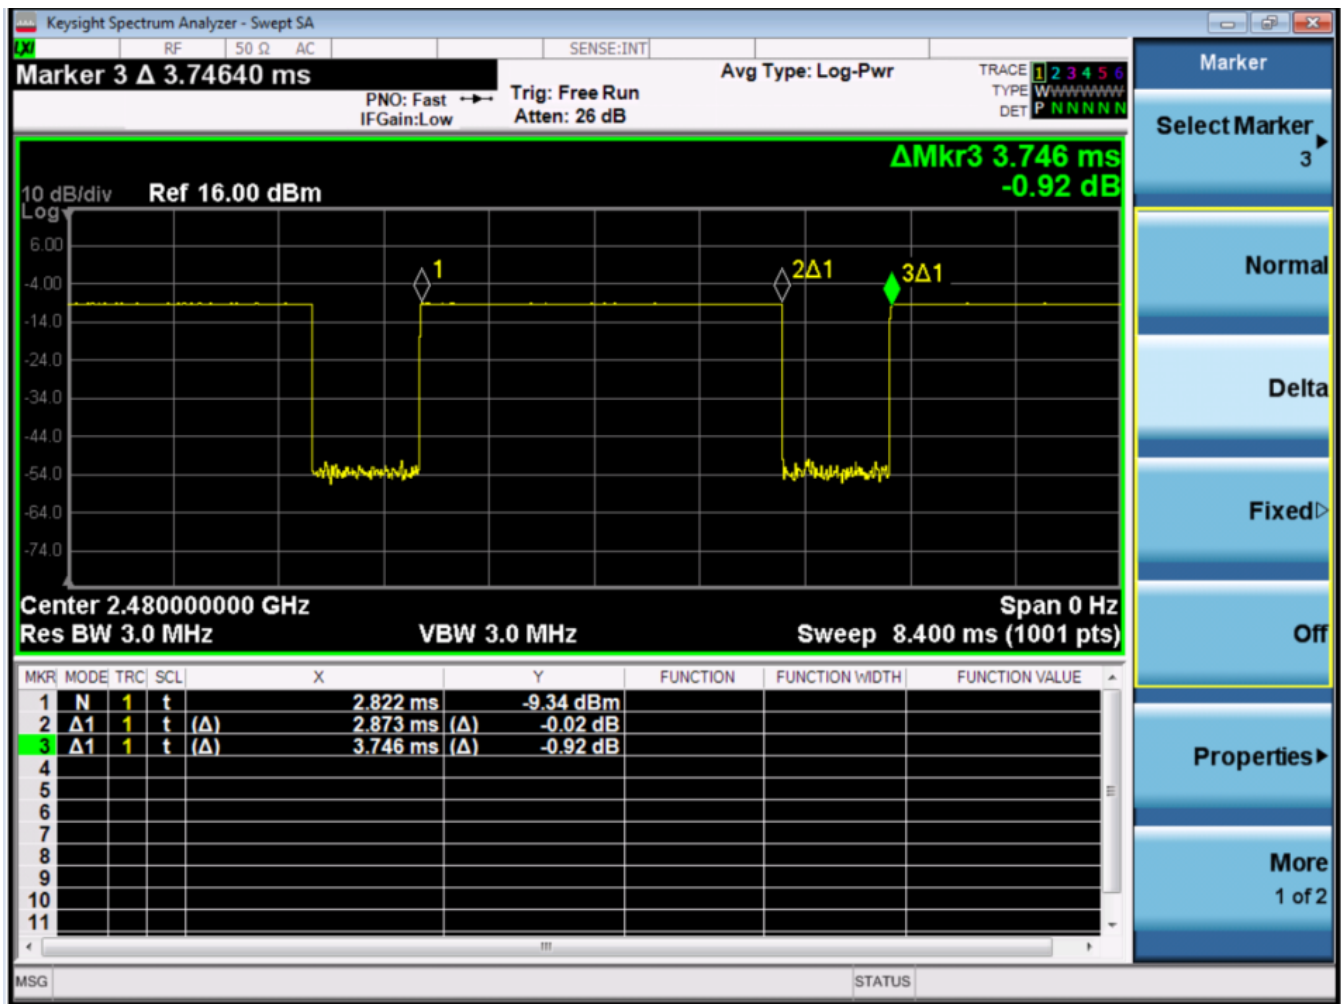 Keysight Spectrum Analyzer - Swept SA
LXI RF 50 Ω AC SENSE:INT
Marker 3 Δ 3.74640 ms
PNO: Fast
IFGain:Low
Trig: Free Run
Atten: 26 dB
Avg Type: Log-Pwr
TRACE 1 2 3 4 5 6
TYPE WWWWWW
DET P N N N N N
ΔMkr3 3.746 ms
-0.92 dB
10 dB/div Ref 16.00 dBm
Log
6.00
-4.00
-14.0
-24.0
-34.0
-44.0
-54.0
-64.0
-74.0
1
2Δ1
3Δ1
Center 2.480000000 GHz Span 0 Hz
Res BW 3.0 MHz VBW 3.0 MHz Sweep 8.400 ms (1001 pts)
MKR MODE TRC SCL X Y FUNCTION FUNCTION WIDTH FUNCTION VALUE
1 N 1 t 2.822 ms -9.34 dBm
2 Δ1 1 t (Δ) 2.873 ms (Δ) -0.02 dB
3 Δ1 1 t (Δ) 3.746 ms (Δ) -0.92 dB
4
5
6
7
8
9
10
11
MSG STATUS
Marker
Select Marker
3
Normal
Delta
Fixed
Off
Properties
More
1 of 2